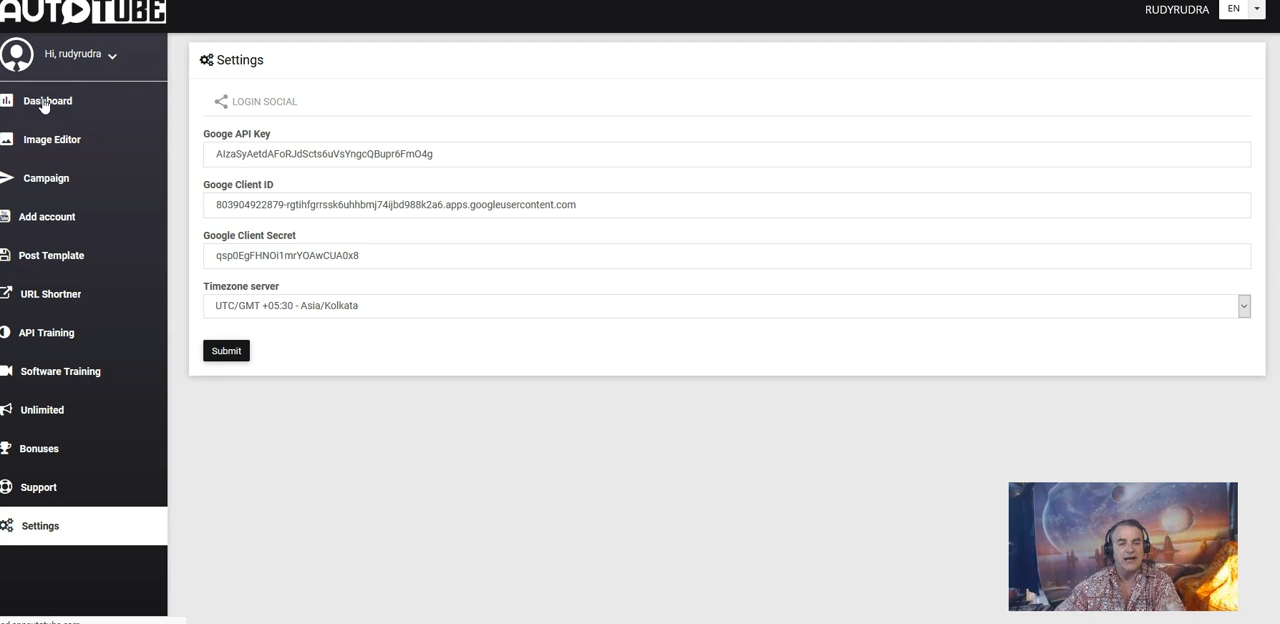 AUTOTUBE
RUDYRUDRA
EN
Hi, rudyrudra
Dashboard
Image Editor
Campaign
Add account
Post Template
URL Shortner
API Training
Software Training
Unlimited
Bonuses
Support
Settings
Settings
LOGIN SOCIAL
Googe API Key
AlzaSyAetdAFoRJdScts6uVsYngcQBupr6FmO4g
Googe Client ID
803904922879-rgtihfgrrssk6uhhbmj74ijbd988k2a6.apps.googleusercontent.com
Google Client Secret
qsp0EgFHNOi1mrYOAwCUA0x8
Timezone server
UTC/GMT +05:30 - Asia/Kolkata
Submit